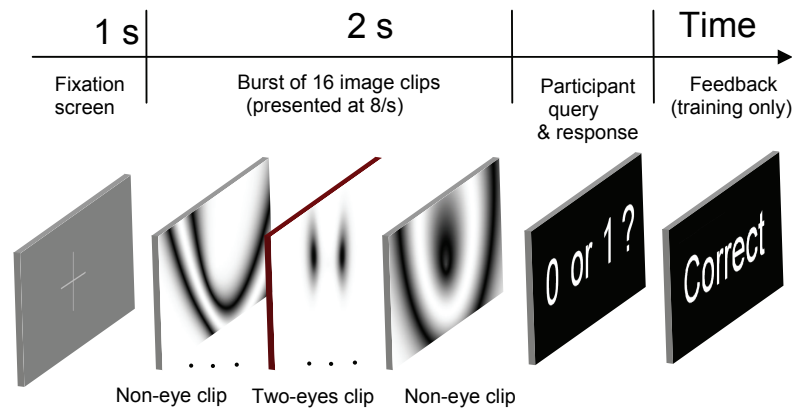 1 s
2 s
Time
Fixation
screen
Burst of 16 image clips
(presented at 8/s)
Participant
query
& response
Feedback
(training only)
0 or 1 ?
Correct
. . .
. . .
Non-eye clip
Two-eyes clip
Non-eye clip